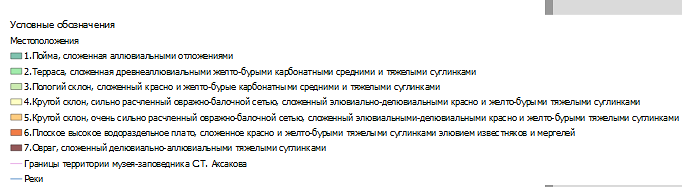 Условные обозначения
Местоположения
1.Пойма, сложенная аллювиальными отложениями
2.Терраса, сложенная древнеаллювиальными желто-бурыми карбонатными средними и тяжелыми суглинками
3.Пологий склон, сложенный красно и желто-бурые карбонатными средними и тяжелыми суглинками
4.Крутой склон, сильно расчленный овражно-балочной сетью, сложенный элювиально-делювиальными красно и желто-бурыми тяжелыми суглинками
5.Крутой склон, очень сильно расчленный овражно-балочной сетью, сложенный элювиальными-делювиальными красно и желто-бурыми тяжелыми суглинками
6.Плоское высокое водораздельное плато, сложенное красно и желто-бурыми тяжелыми суглинками элювием известняков и мергелей
7.Овраг, сложенный делювиально-аллювиальными тяжелыми суглинками
Границы территории музея-заповедника С.Т. Аксакова
Реки